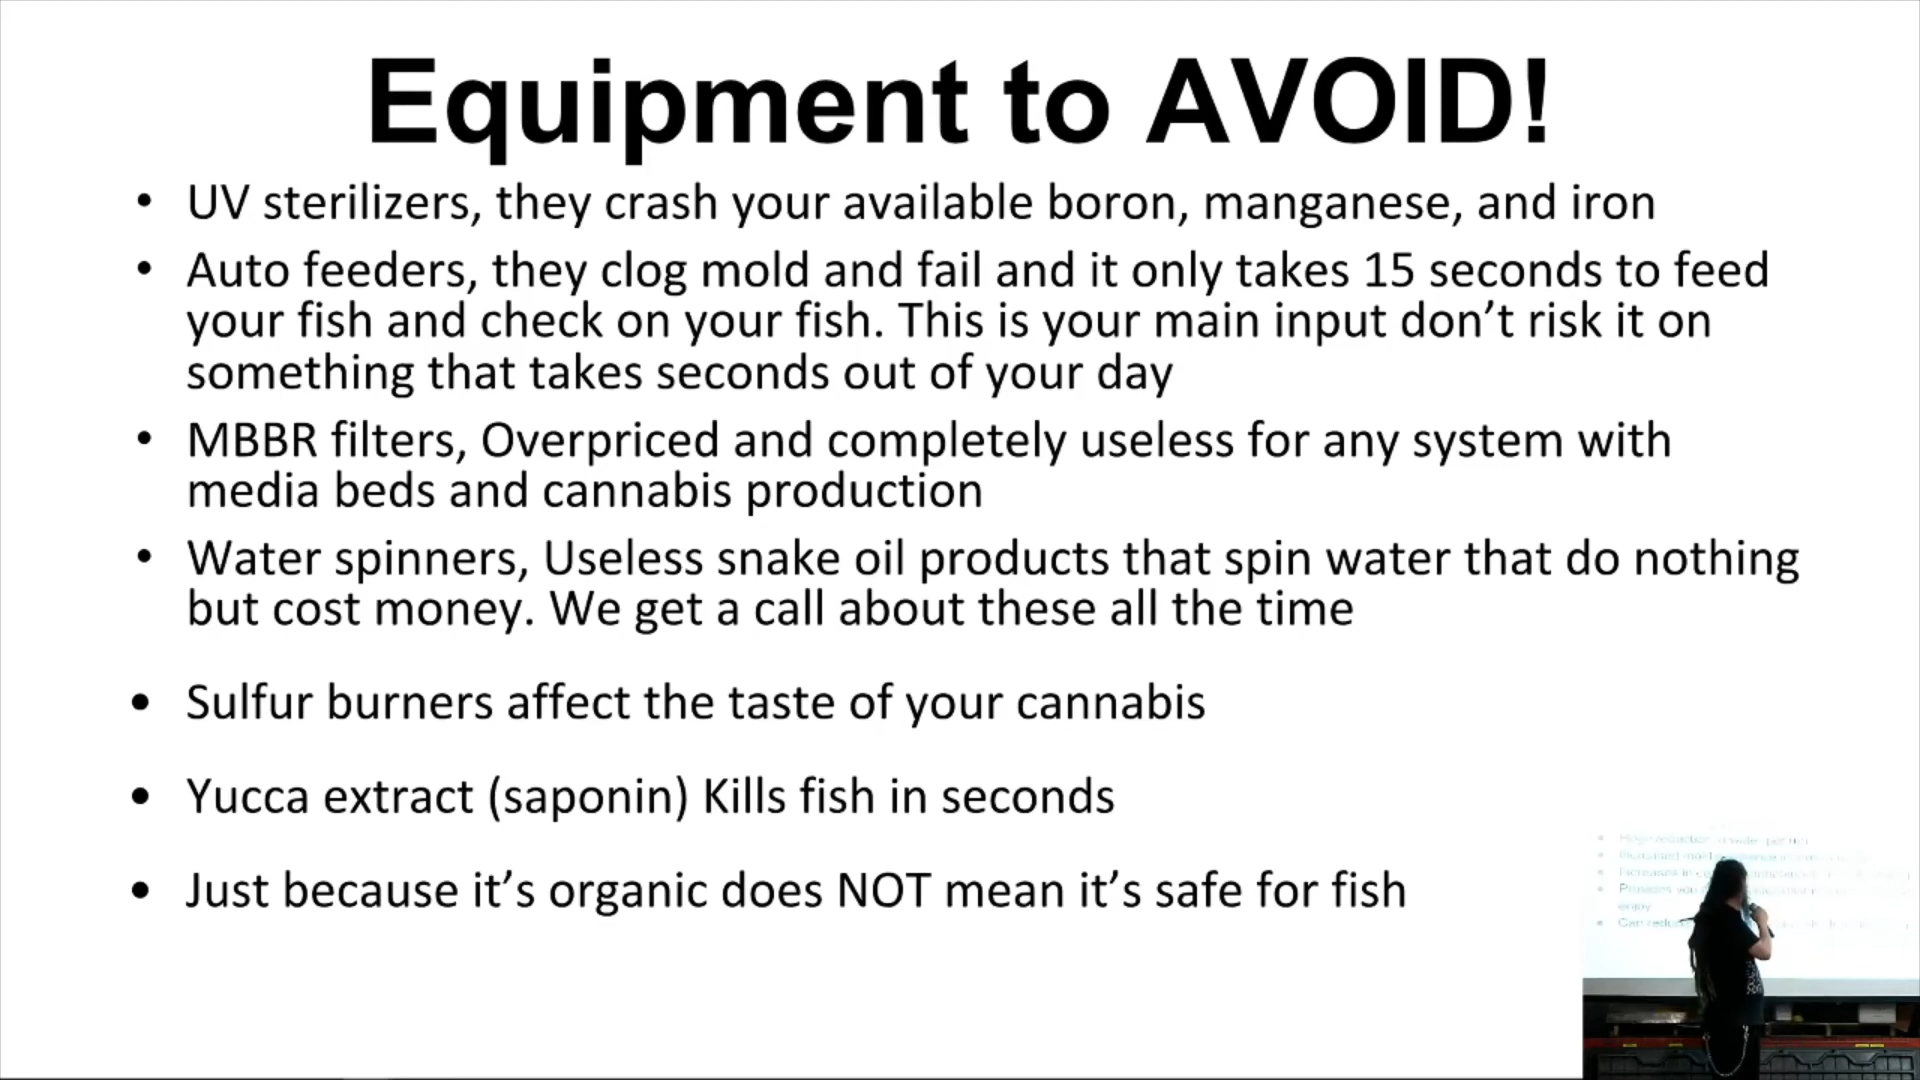 Equipment to AVOID!
• UV sterilizers, they crash your available boron, manganese, and iron
• Auto feeders, they clog mold and fail and it only takes 15 seconds to feed
your fish and check on your fish. This is your main input don’t risk it on
something that takes seconds out of your day
• MBBR filters, Overpriced and completely useless for any system with
media beds and cannabis production
• Water spinners, Useless snake oil products that spin water that do nothing
but cost money. We get a call about these all the time
• Sulfur burners affect the taste of your cannabis
• Yucca extract (saponin) Kills fish in seconds
• Just because it’s organic does NOT mean it’s safe for fish
enjoy